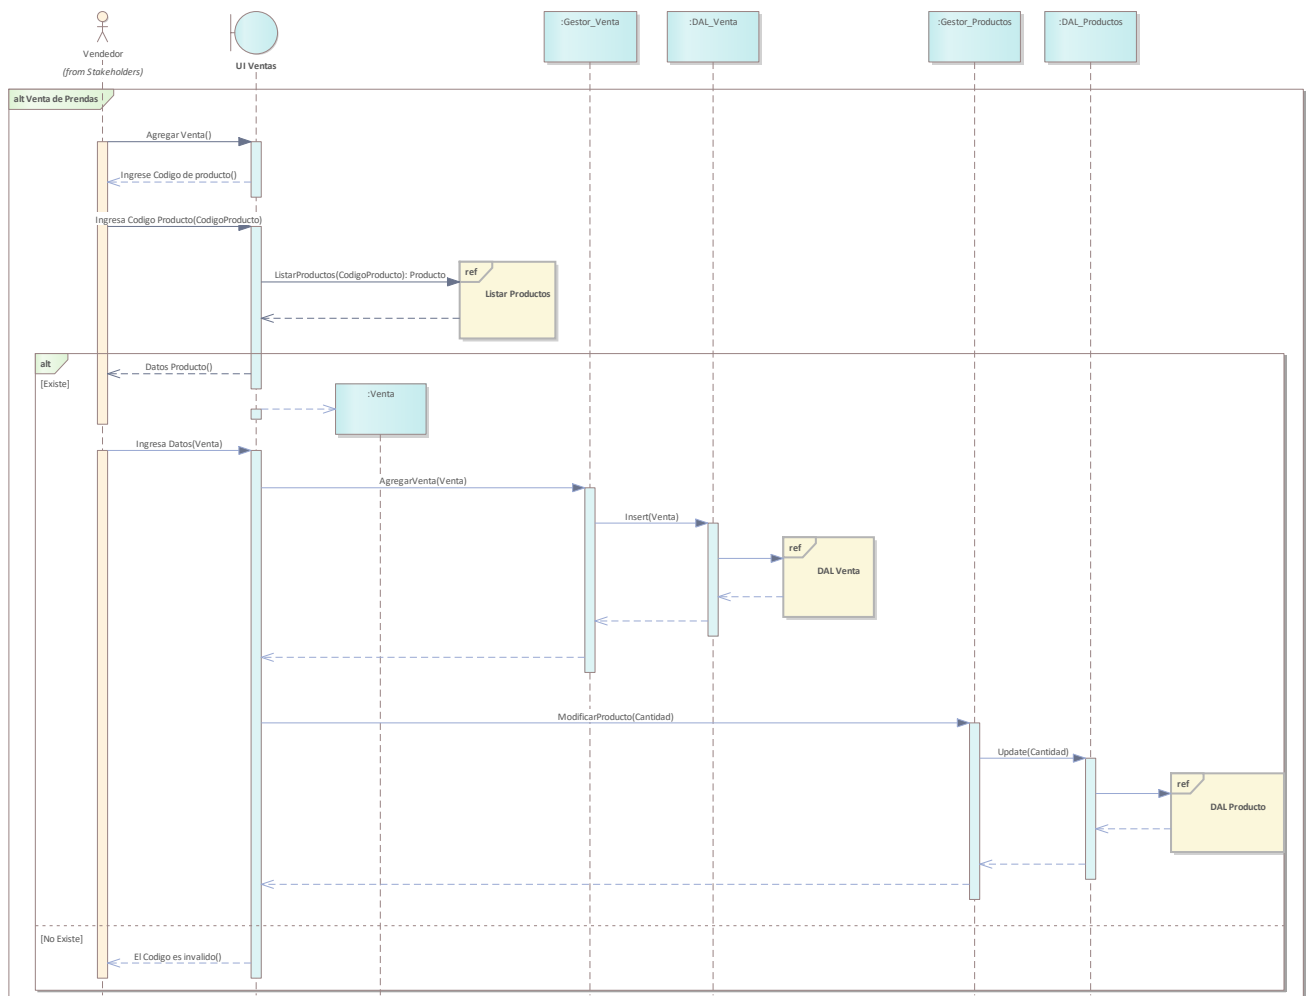 :Gestor_Venta
:DAL_Venta
:Gestor_Productos
:DAL_Productos
Vendedor
(from Stakeholders)
UI Ventas
alt Venta de Prendas
Agregar Venta()
Ingrese Codigo de producto()
Ingresa Codigo Producto(CodigoProducto)
ListarProductos(CodigoProducto): Producto
ref
Listar Productos
alt
Datos Producto()
[Existe]
:Venta
Ingresa Datos(Venta)
AgregarVenta(Venta)
Insert(Venta)
ref
DAL Venta
ModificarProducto(Cantidad)
Update(Cantidad)
ref
DAL Producto
[No Existe]
El Codigo es invalido()